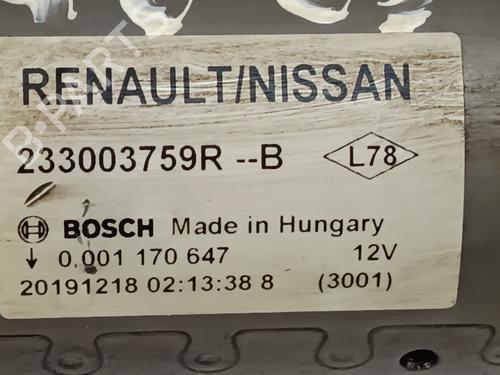 RENAULT/NISSAN
233003759R --B L78
BOSCH Made in Hungary
0 001 170 647 12V
20191218 02:13:38 8 (3001)
B-PARTS